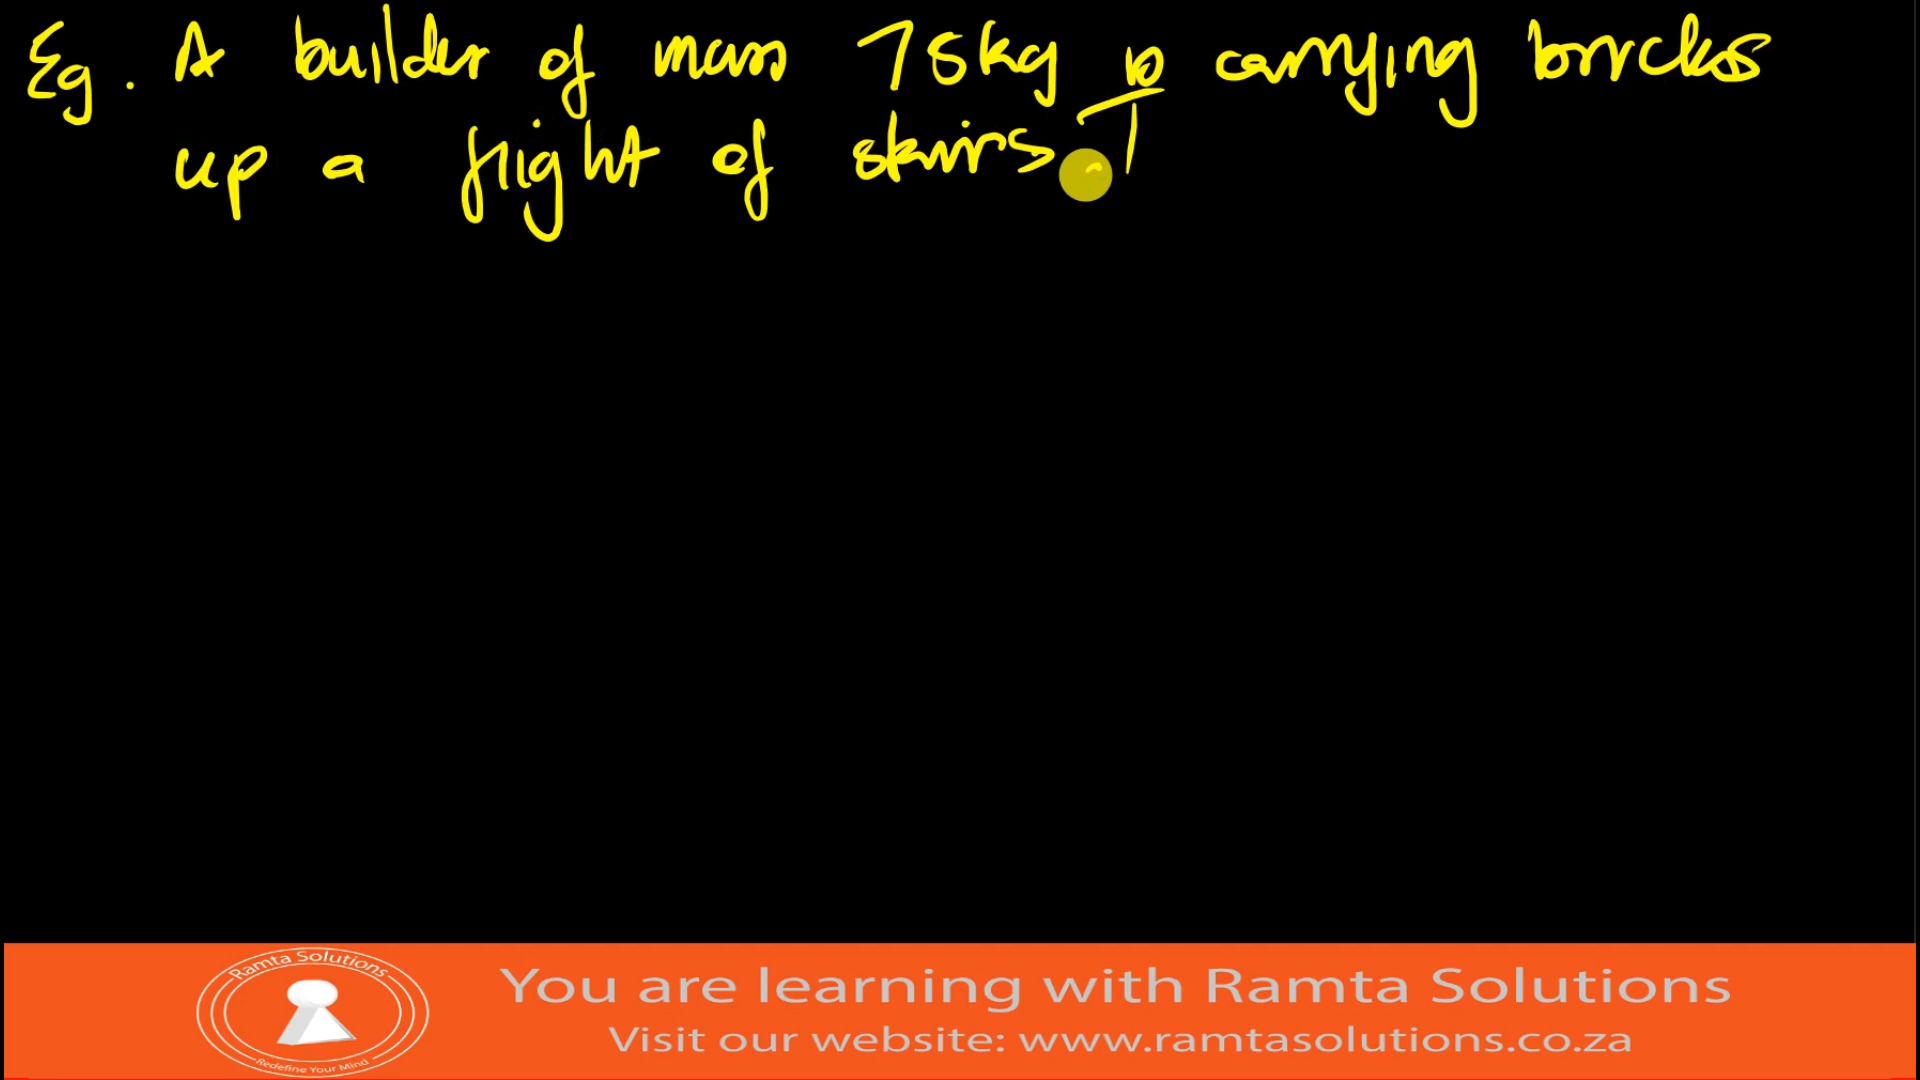 Eg. A builder of mass 75kg is carrying bricks
up a flight of stairs. T
Ramta Solutions
Redefine Your Mind
You are learning with Ramta Solutions
Visit our website: www.ramtasolutions.co.za